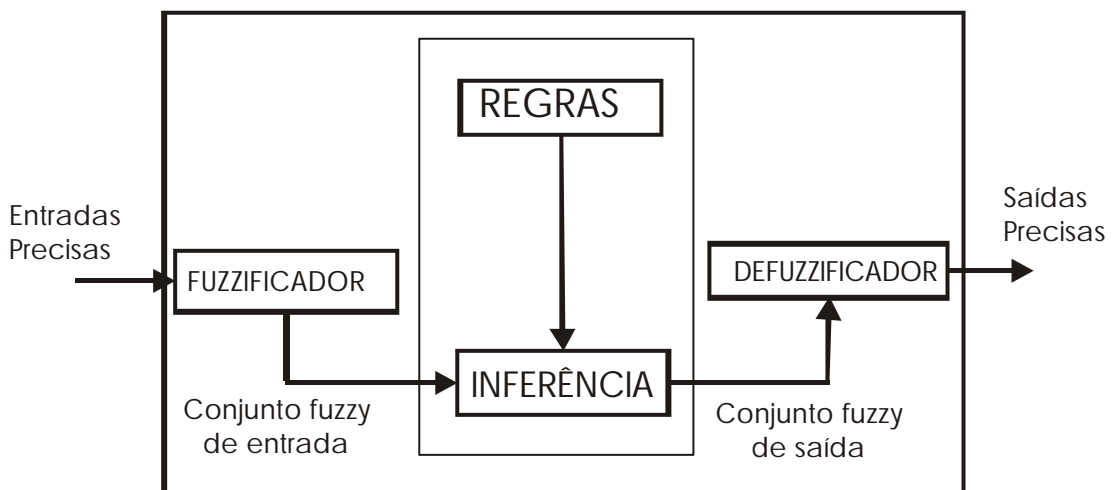 REGRAS
Entradas
Precisas
FUZZIFICADOR
Conjunto fuzzy
de entrada
INFERÊNCIA
Conjunto fuzzy
de saída
DEFUZZIFICADOR
Saídas
Precisas